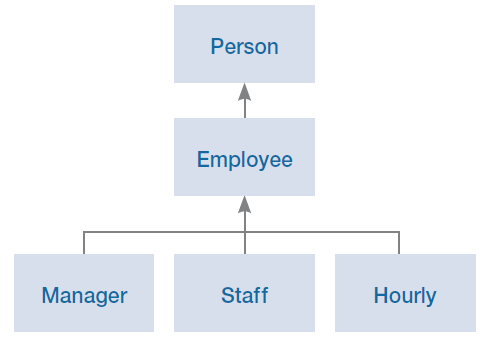 Person
Employee
Manager
Staff
Hourly